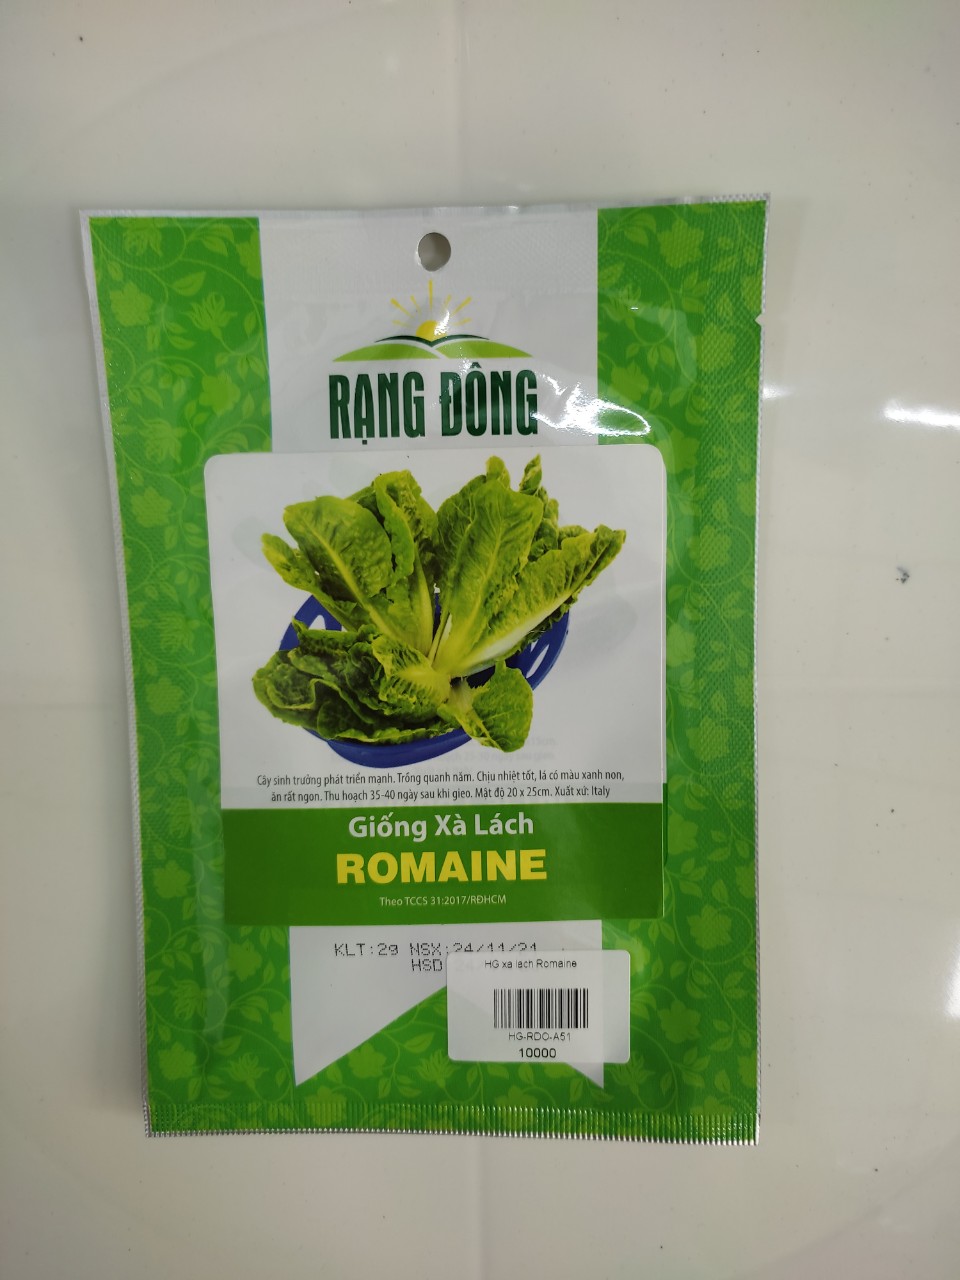 RẠNG ĐÔNG
Cây sinh trưởng phát triển mạnh. Trồng quanh năm. Chịu nhiệt tốt, lá có màu xanh non,
ăn rất ngon. Thu hoạch 35-40 ngày sau khi gieo. Mật độ 20 x 25cm. Xuất xứ: Italy
Giống Xà Lách
ROMAINE
Theo TCCS 31:2017/RĐHCM
KLT:2g NSX:24/11/21
HSD
HG xà lách Romaine
HG-RDO-A51
10000